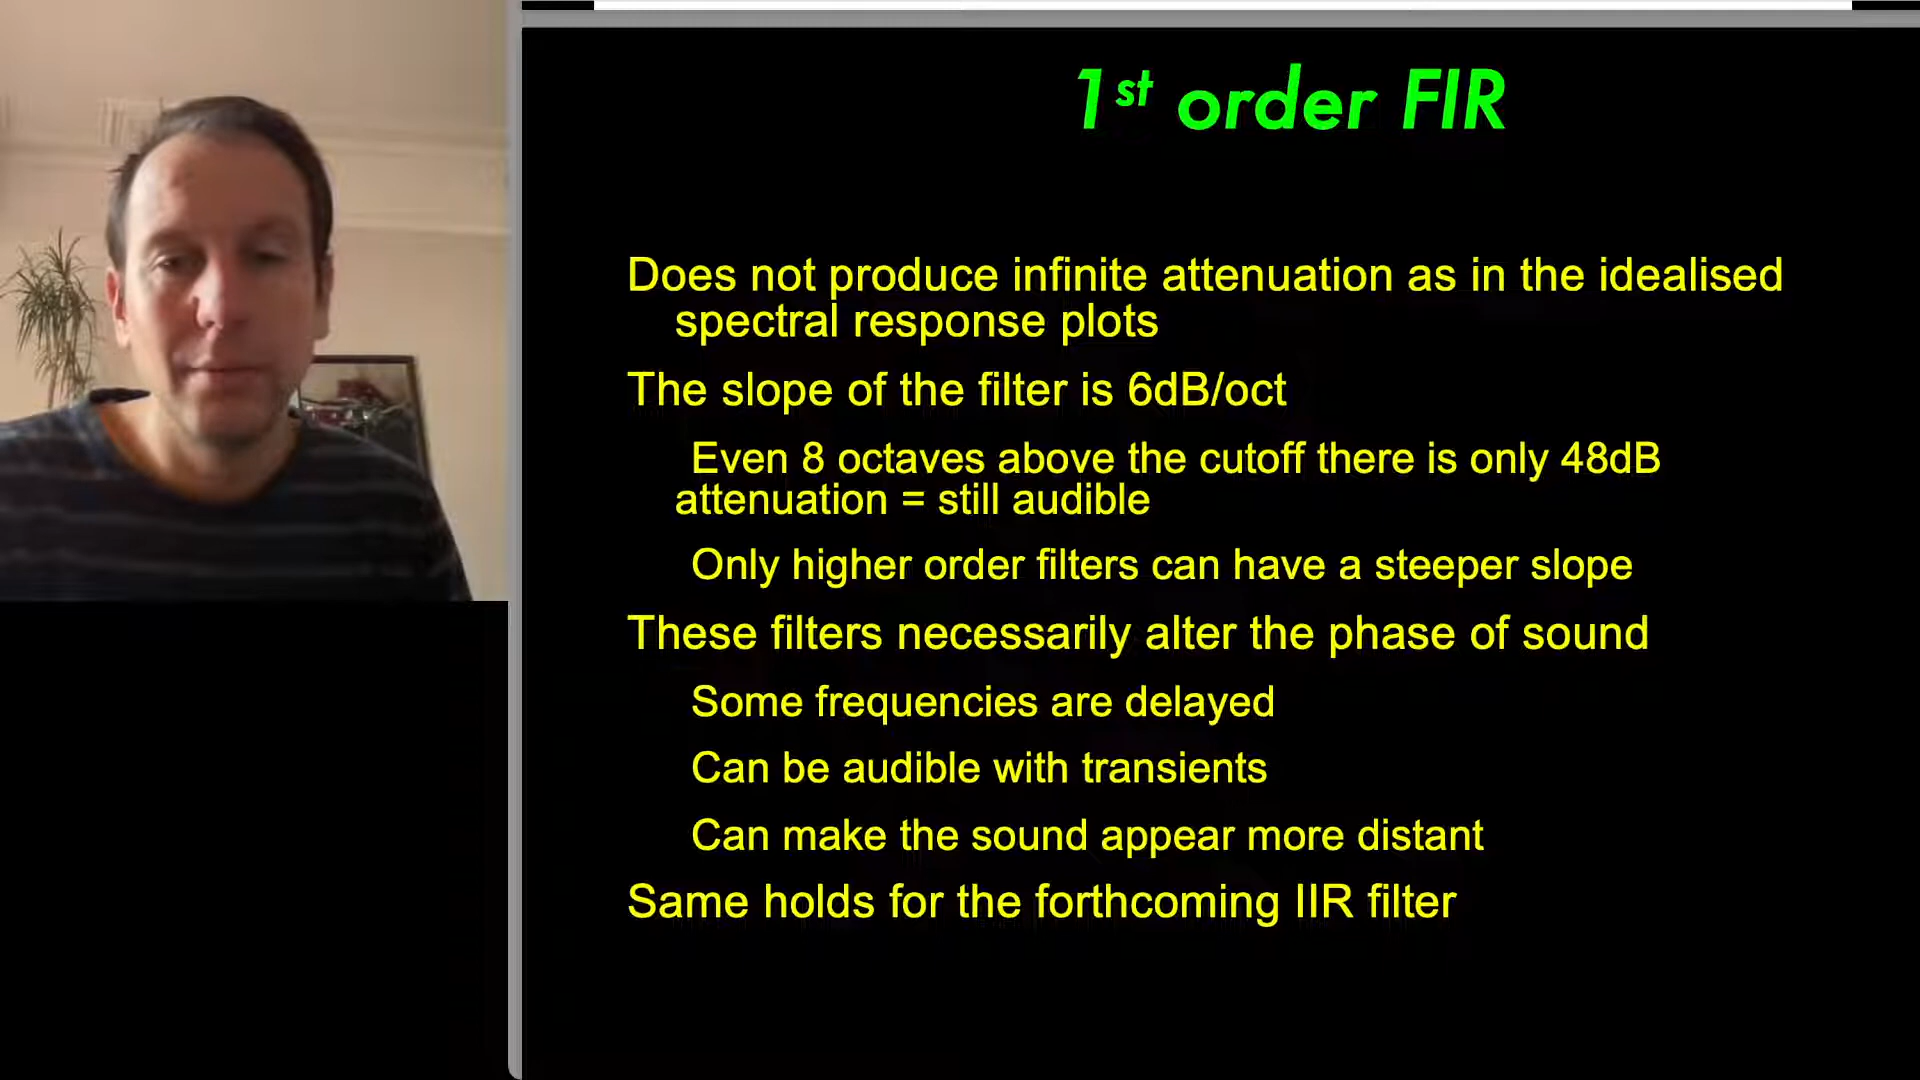 1st order FIR
Does not produce infinite attenuation as in the idealised
spectral response plots
The slope of the filter is 6dB/oct
Even 8 octaves above the cutoff there is only 48dB
attenuation = still audible
Only higher order filters can have a steeper slope
These filters necessarily alter the phase of sound
Some frequencies are delayed
Can be audible with transients
Can make the sound appear more distant
Same holds for the forthcoming IIR filter